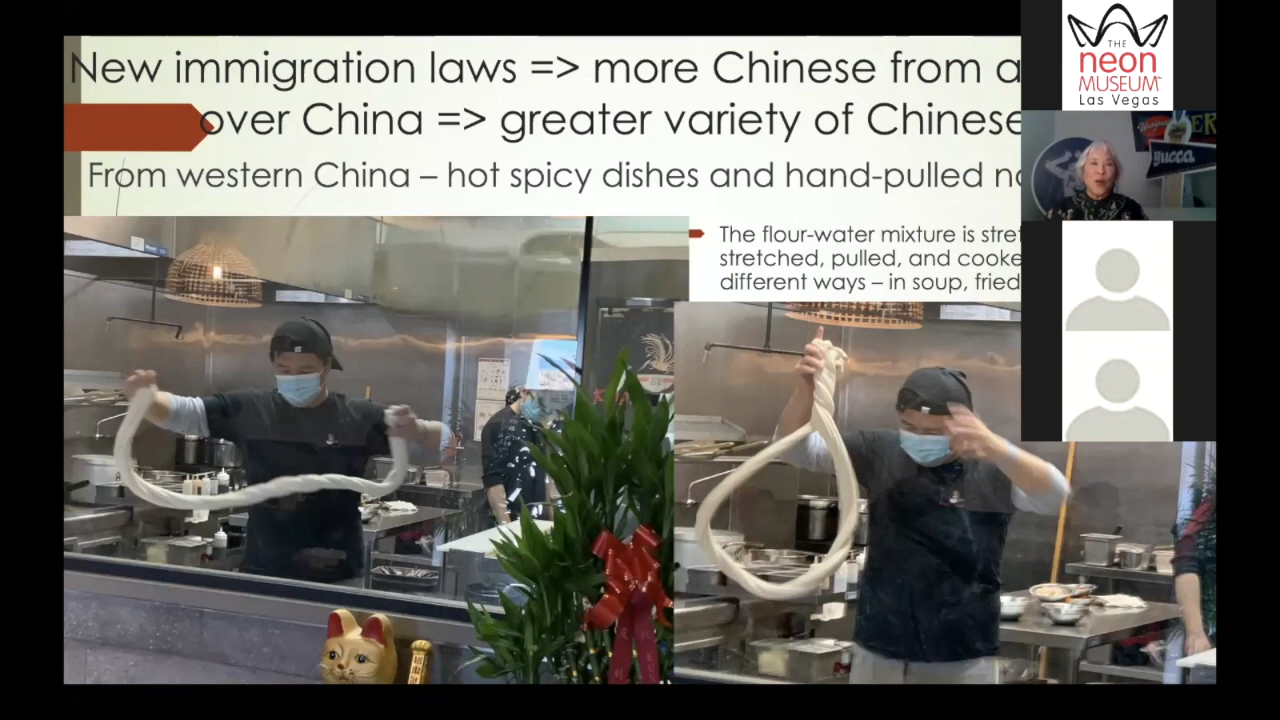 New immigration laws => more Chinese from a
over China => greater variety of Chinese
From western China – hot spicy dishes and hand-pulled no
The flour-water mixture is stret
stretched, pulled, and cooke
different ways – in soup, fried
THE
neon
MUSEUM
Las Vegas
yucca